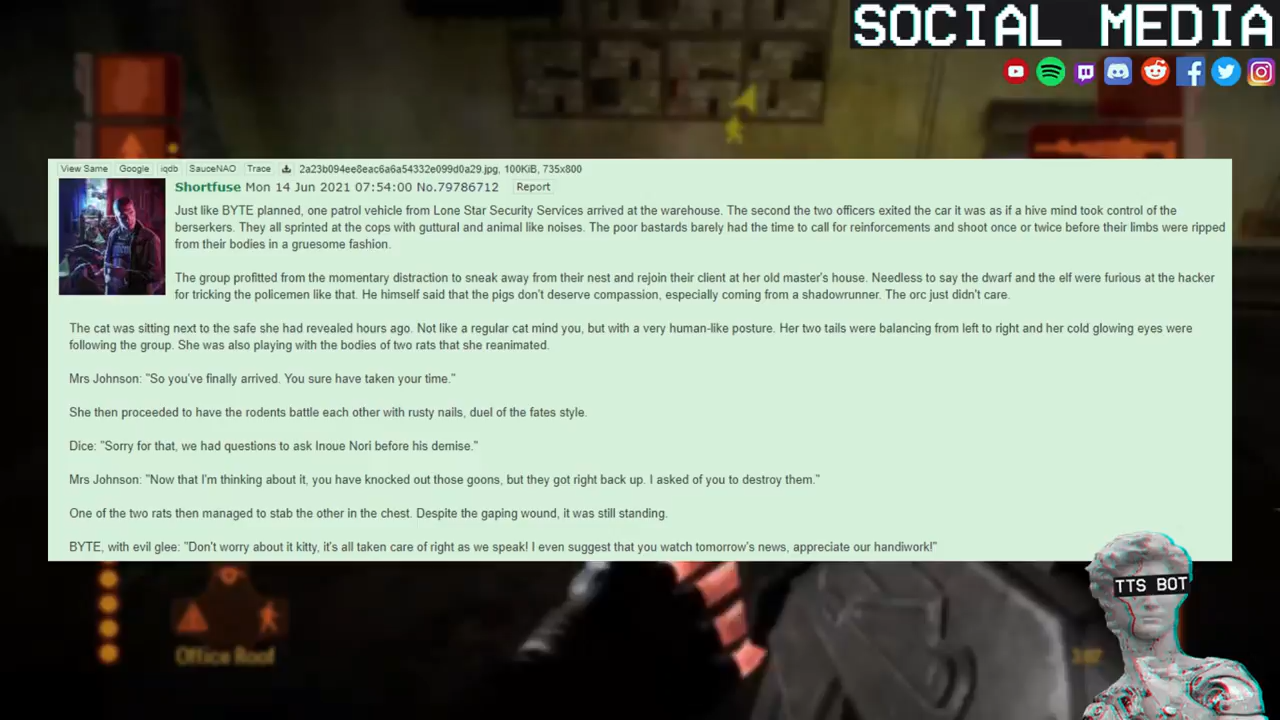 SOCIAL MEDIA
View Same Google iqdb SauceNAO Trace 2a23b094ee8eac6a6a54332e099d0a29.jpg, 100KiB, 735x800
Shortfuse Mon 14 Jun 2021 07:54:00 No.79786712 Report
Just like BYTE planned, one patrol vehicle from Lone Star Security Services arrived at the warehouse. The second the two officers exited the car it was as if a hive mind took control of the
berserkers. They all sprinted at the cops with guttural and animal like noises. The poor bastards barely had the time to call for reinforcements and shoot once or twice before their limbs were ripped
from their bodies in a gruesome fashion.
The group profitted from the momentary distraction to sneak away from their nest and rejoin their client at her old master's house. Needless to say the dwarf and the elf were furious at the hacker
for tricking the policemen like that. He himself said that the pigs don't deserve compassion, especially coming from a shadowrunner. The orc just didn't care.
The cat was sitting next to the safe she had revealed hours ago. Not like a regular cat mind you, but with a very human-like posture. Her two tails were balancing from left to right and her cold glowing eyes were
following the group. She was also playing with the bodies of two rats that she reanimated.
Mrs Johnson: "So you've finally arrived. You sure have taken your time."
She then proceeded to have the rodents battle each other with rusty nails, duel of the fates style.
Dice: "Sorry for that, we had questions to ask Inoue Nori before his demise."
Mrs Johnson: "Now that I'm thinking about it, you have knocked out those goons, but they got right back up. I asked of you to destroy them."
One of the two rats then managed to stab the other in the chest. Despite the gaping wound, it was still standing.
BYTE, with evil glee: "Don't worry about it kitty, it's all taken care of right as we speak! I even suggest that you watch tomorrow's news, appreciate our handiwork!"
TTS BOT
Office Roof